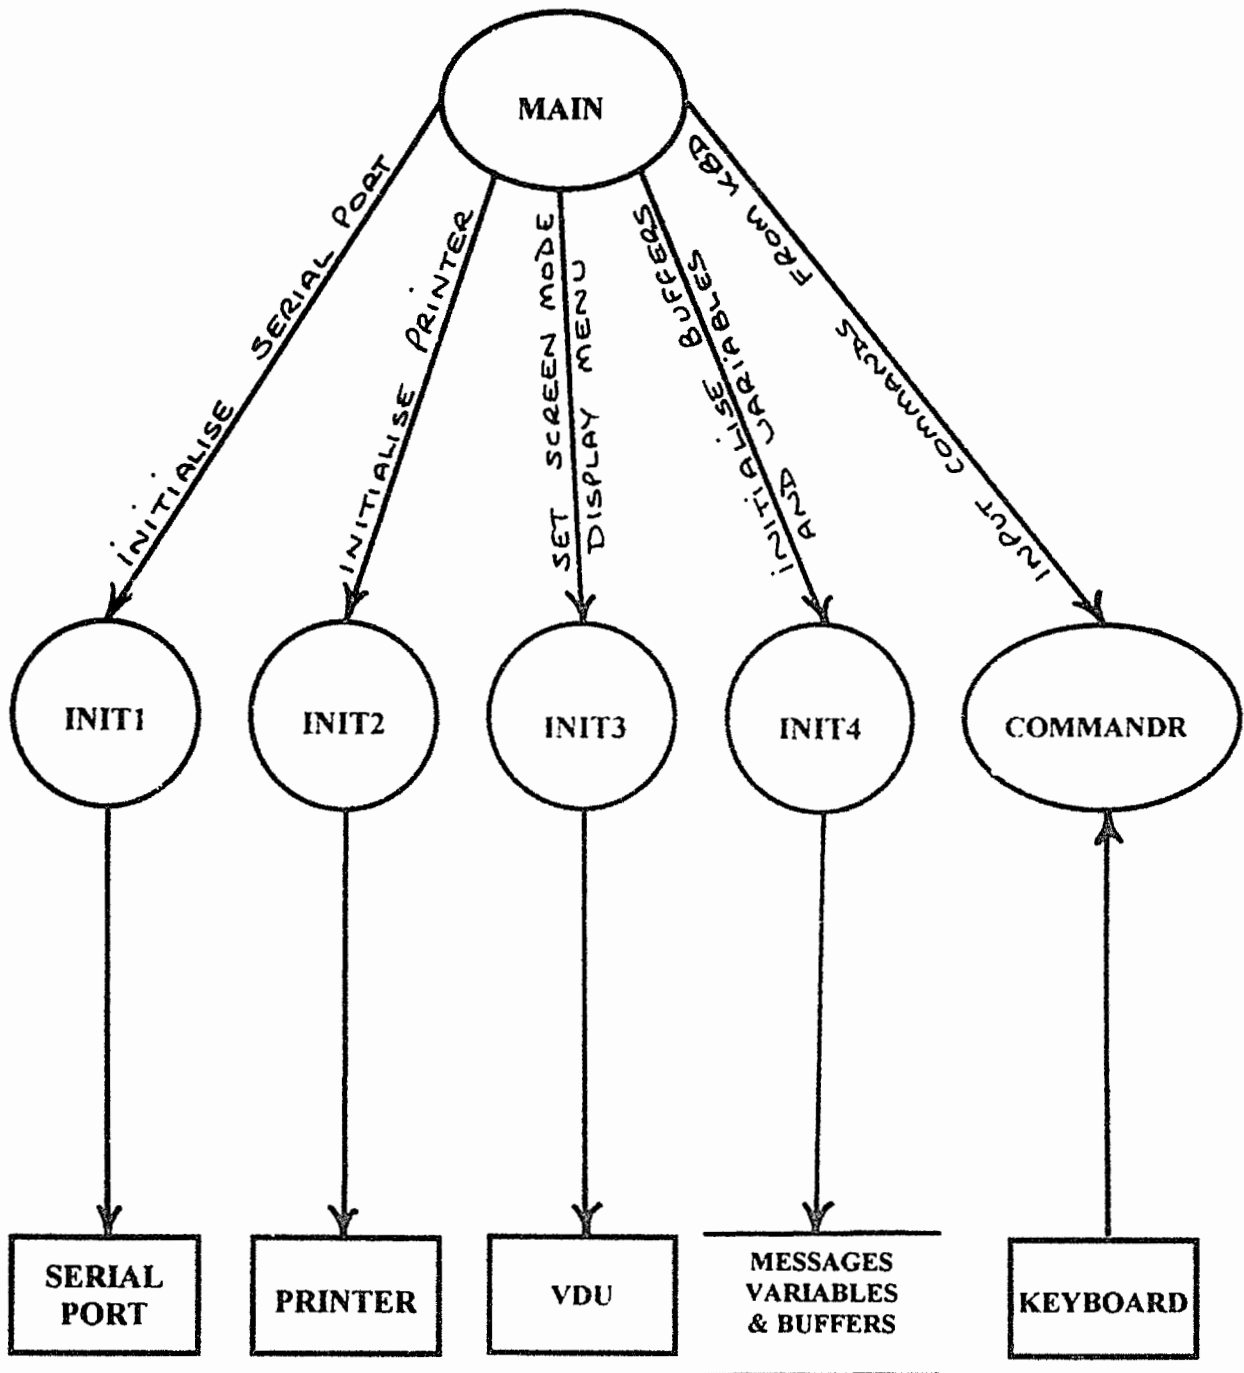 MAIN
INITIALISE SERIAL PORT
INITIALISE PRINTER
SET SCREEN MODE
DISPLAY MENU
INITIALISE BUFFERS
AND VARIABLES
INPUT COMMANDS FROM KBD
INIT1
INIT2
INIT3
INIT4
COMMANDR
SERIAL
PORT
PRINTER
VDU
MESSAGES
VARIABLES
& BUFFERS
KEYBOARD